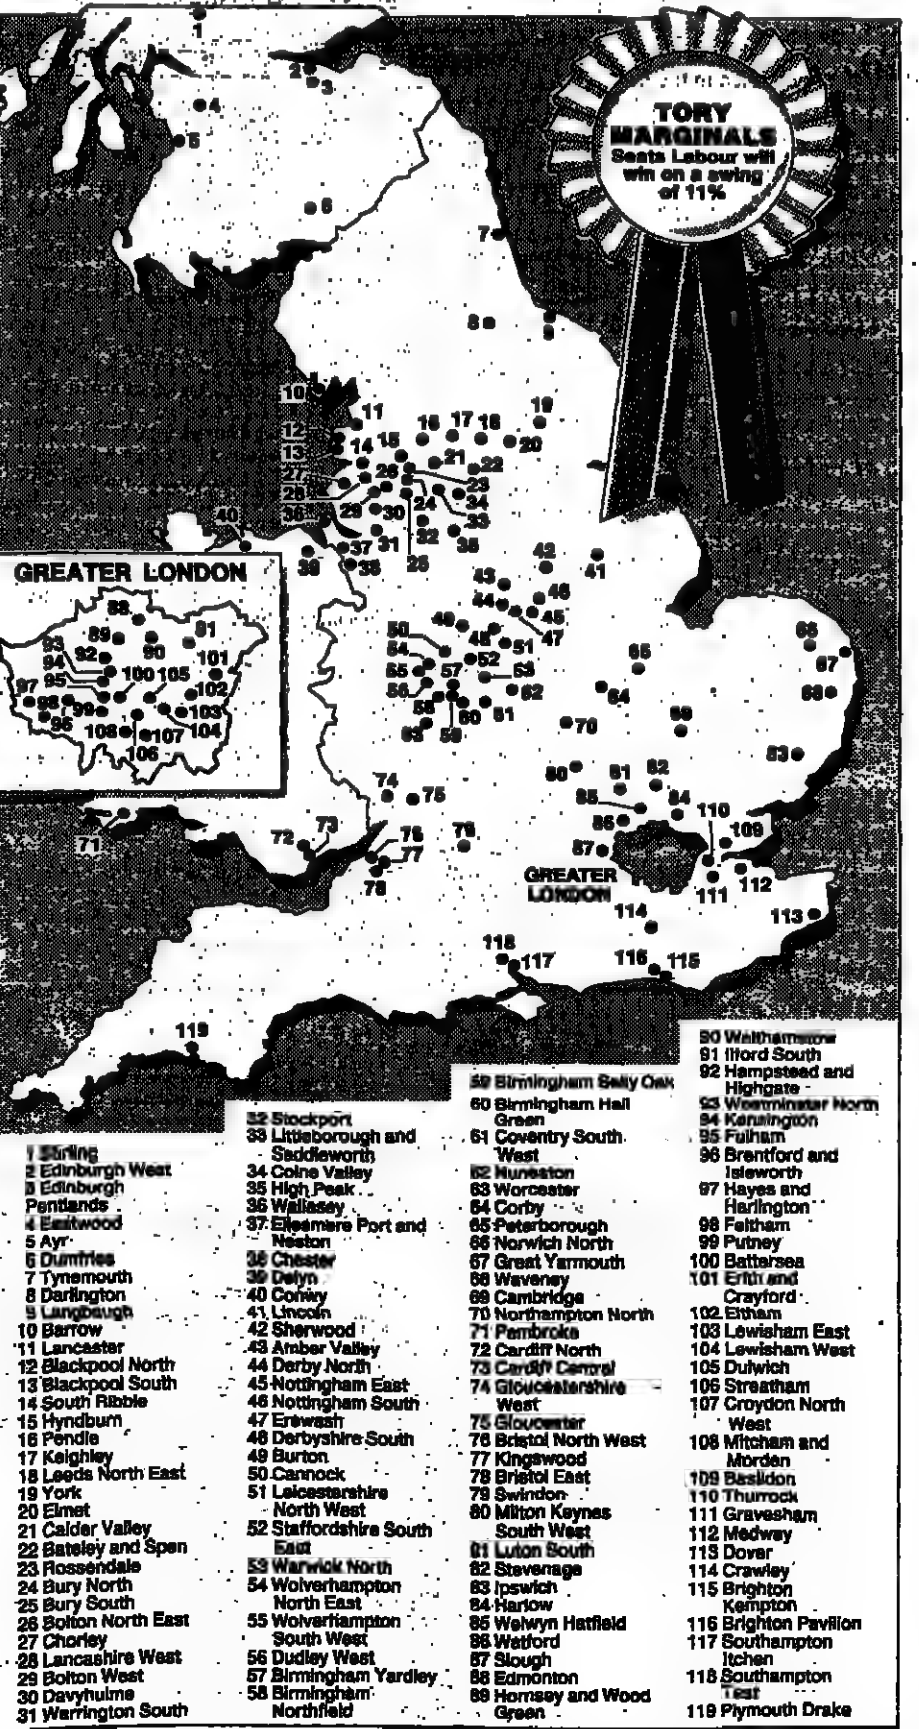 TORY
MARGINALS
Seats Labour will
win on a swing
of 11%
GREATER LONDON
GREATER
LONDON
1 Stirling
2 Edinburgh West
3 Edinburgh
Pentlands
4 Eastwood
5 Ayr
6 Dumfries
7 Tynemouth
8 Darlington
9 Langbaugh
10 Barrow
11 Lancaster
12 Blackpool North
13 Blackpool South
14 South Ribble
15 Hyndburn
16 Pendle
17 Keighley
18 Leeds North East
19 York
20 Elmet
21 Calder Valley
22 Batsley and Spen
23 Rossendale
24 Bury North
25 Bury South
26 Bolton North East
27 Chorley
28 Lancashire West
29 Bolton West
30 Davyhulme
31 Warrington South
32 Stockport
33 Littleborough and
Saddleworth
34 Colne Valley
35 High Peak
36 Wallasey
37 Ellesmere Port and
Neston
38 Chester
39 Delyn
40 Conwy
41 Lincoln
42 Sherwood
43 Amber Valley
44 Derby North
45 Nottingham East
46 Nottingham South
47 Erewash
48 Derbyshire South
49 Burton
50 Cannock
51 Leicestershire
North West
52 Staffordshire South
East
53 Warwick North
54 Wolverhampton
North East
55 Wolverhampton
South West
56 Dudley West
57 Birmingham Yardley
58 Birmingham
Northfield
59 Birmingham Selly Oak
60 Birmingham Hall
Green
61 Coventry South
West
62 Nuneaton
63 Worcester
64 Corby
65 Peterborough
66 Norwich North
67 Great Yarmouth
68 Waveney
69 Cambridge
70 Northampton North
71 Pembroke
72 Cardiff North
73 Cardiff Central
74 Gloucestershire
West
75 Gloucester
76 Bristol North West
77 Kingswood
78 Bristol East
79 Swindon
80 Milton Keynes
South West
81 Luton South
82 Stevenage
83 Ipswich
84 Harlow
85 Welwyn Hatfield
86 Watford
87 Slough
88 Edmonton
89 Hornsey and Wood
Green
90 Walthamstow
91 Ilford South
92 Hampstead and
Highgate
93 Westminster North
94 Kensington
95 Fulham
96 Brentford and
Isleworth
97 Hayes and
Harlington
98 Feltham
99 Putney
100 Battersea
101 Erith and
Crayford
102 Eltham
103 Lewisham East
104 Lewisham West
105 Dulwich
106 Streatham
107 Croydon North
West
108 Mitcham and
Morden
109 Basildon
110 Thurrock
111 Gravesham
112 Medway
113 Dover
114 Crawley
115 Brighton
Kempton
116 Brighton Pavilion
117 Southampton
Itchen
118 Southampton
Test
119 Plymouth Drake